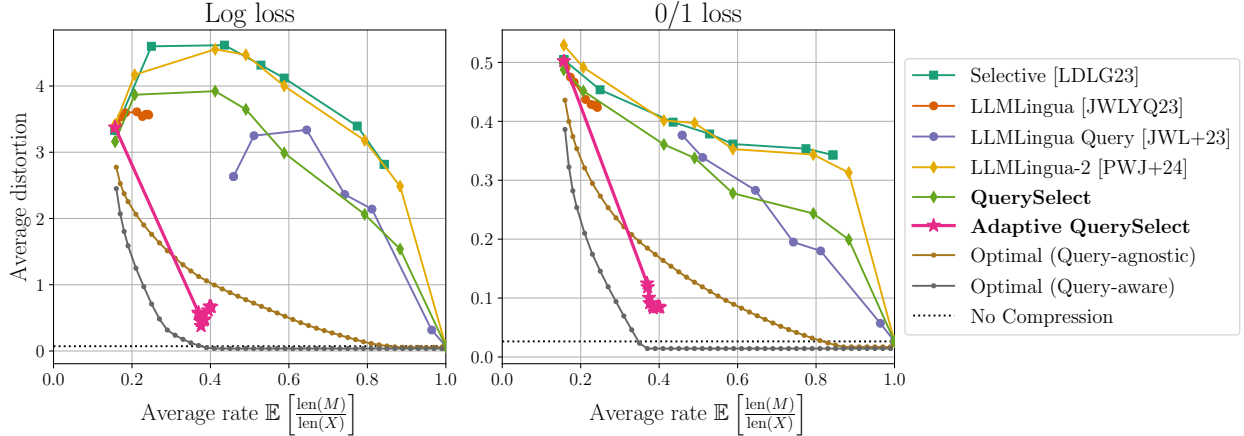 Log loss
0/1 loss
Average distortion
4
3
2
1
0
0.0
0.2
0.4
0.6
0.8
1.0
Average rate 𝔼 [len(M)/len(X)]
0.5
0.4
0.3
0.2
0.1
0.0
0.0
0.2
0.4
0.6
0.8
1.0
Average rate 𝔼 [len(M)/len(X)]
Selective [LDLG23]
LLMLingua [JWLYQ23]
LLMLingua Query [JWL+23]
LLMLingua-2 [PWJ+24]
QuerySelect
Adaptive QuerySelect
Optimal (Query-agnostic)
Optimal (Query-aware)
No Compression